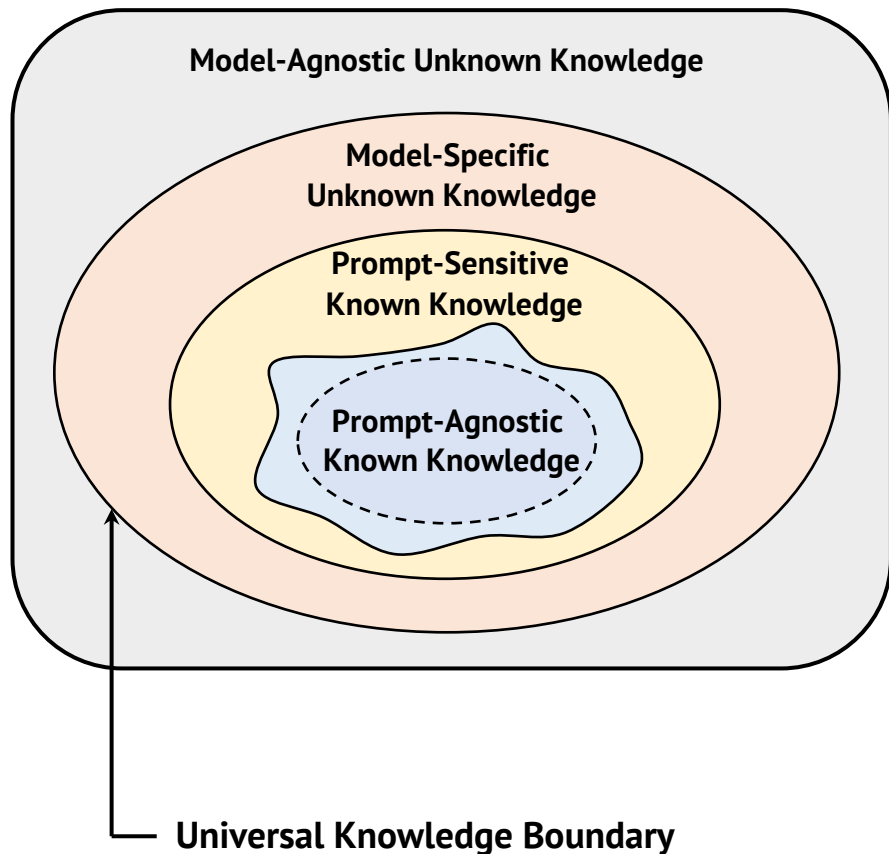 Model-Agnostic Unknown Knowledge
Model-Specific
Unknown Knowledge
Prompt-Sensitive
Known Knowledge
Prompt-Agnostic
Known Knowledge
Universal Knowledge Boundary